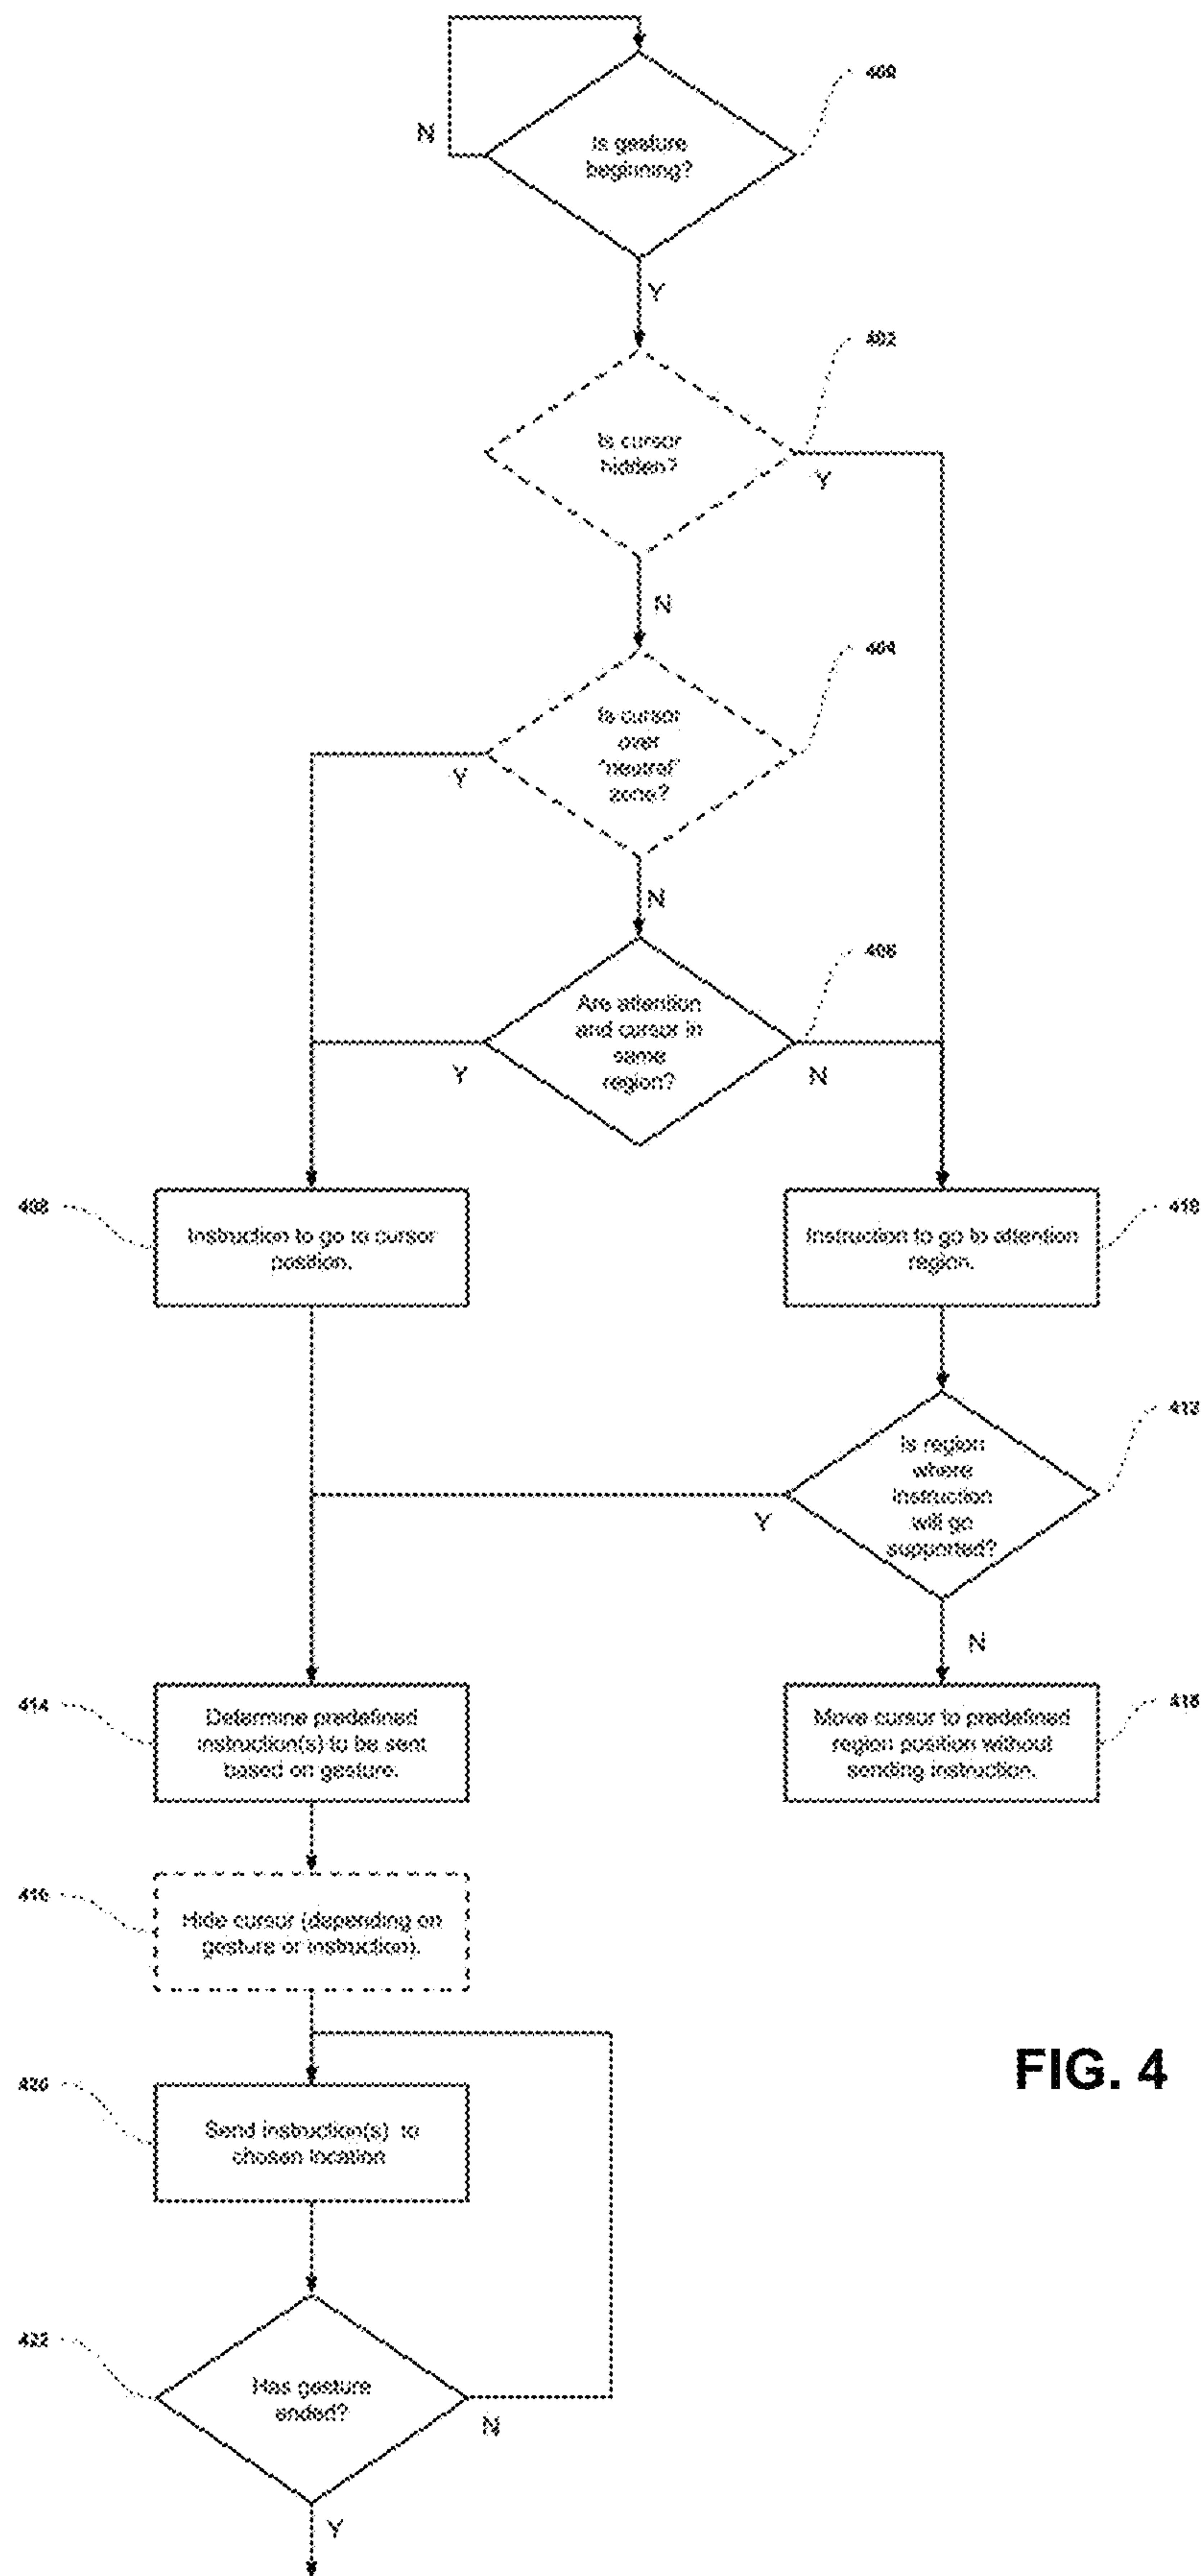 400
N
Is gesture
beginning?
Y
402
Is cursor
hidden?
Y
N
404
Is cursor
over
"neutral"
zone?
Y
N
406
Are attention
and cursor in
same
region?
Y
N
408
Instruction to go to cursor
position.
410
Instruction to go to attention
region.
412
Is region
where
instruction
will go
supported?
Y
N
414
Determine predefined
instruction(s) to be sent
based on gesture.
Move cursor to predefined
region position without
sending instruction.
Hide cursor (depending on
gesture or instruction).
420
Send instruction(s) to
chosen location
FIG. 4
422
Has gesture
ended?
N
Y